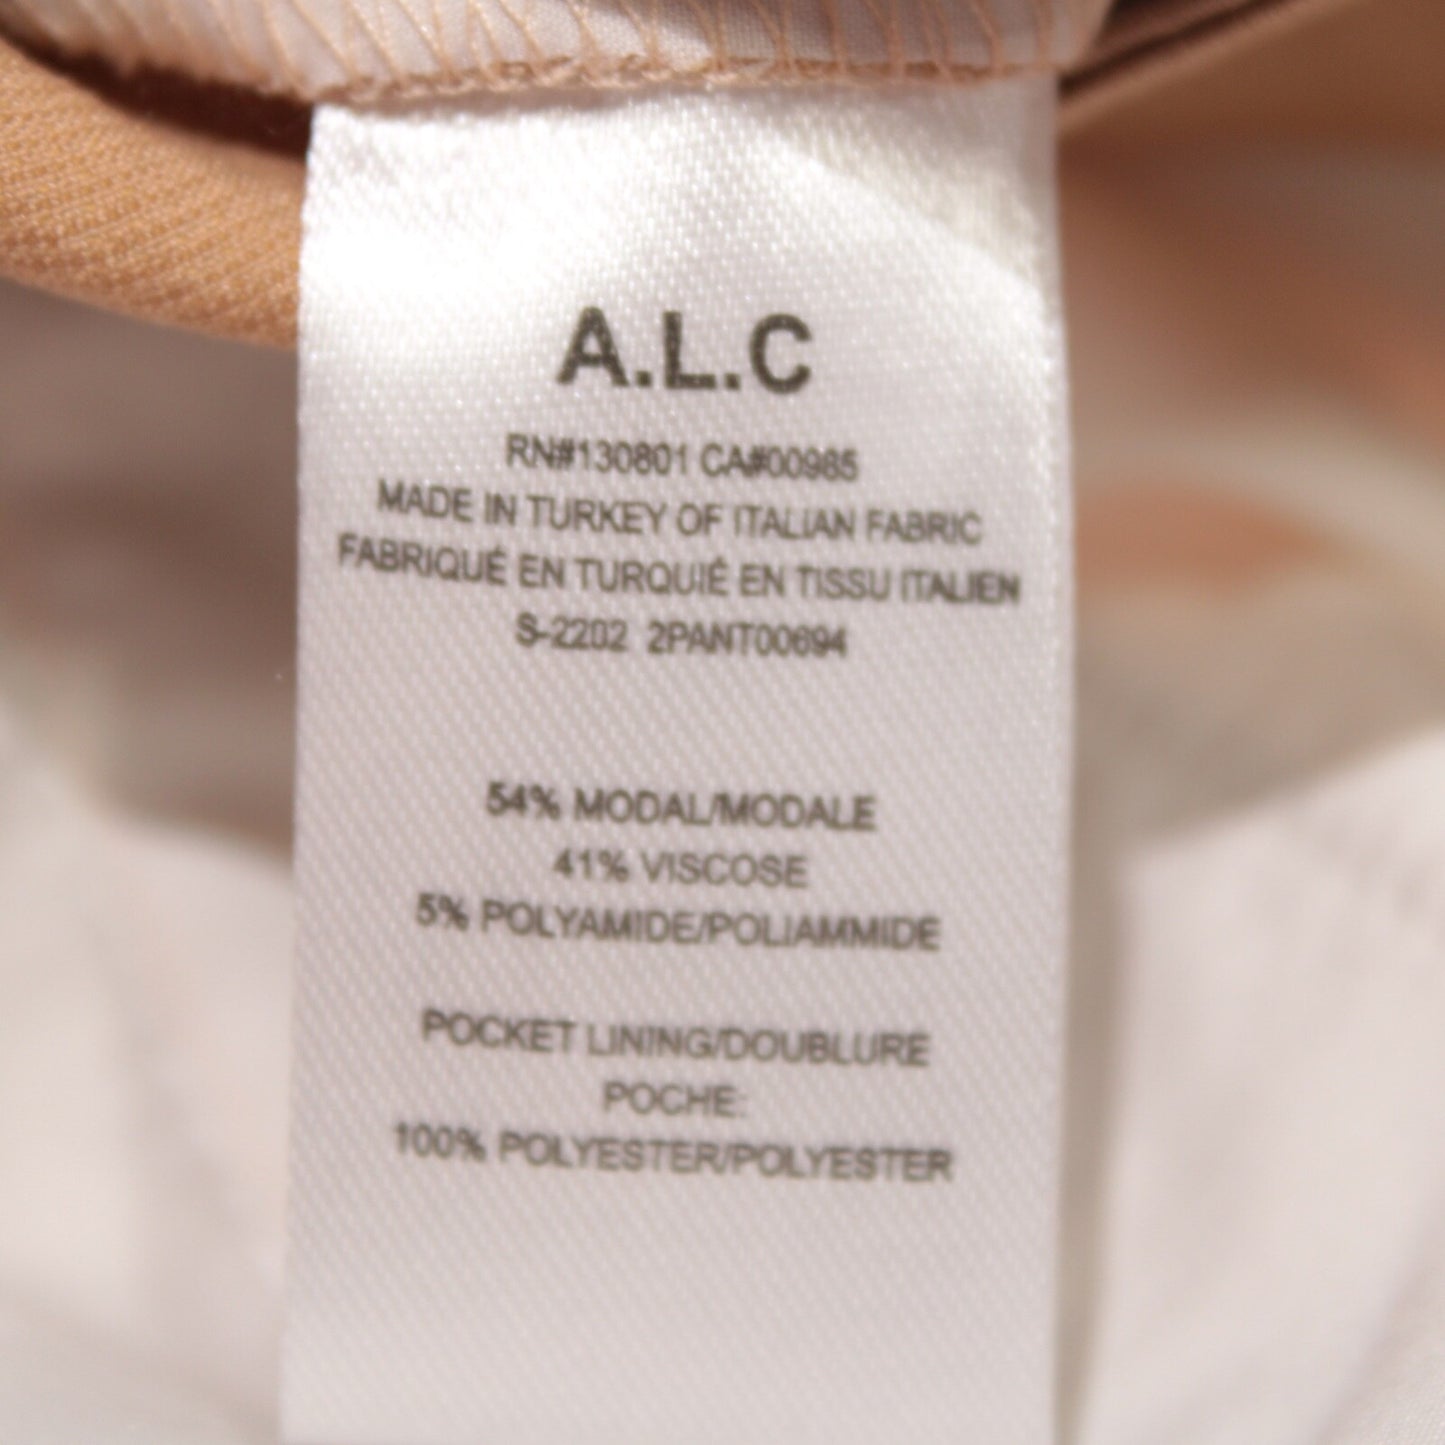 A.L.C
RN#130801 CA#00985
MADE IN TURKEY OF ITALIAN FABRIC
FABRIQUÉ EN TURQUIÉ EN TISSU ITALIEN
S-2202 2PANT00694
54% MODAL/MODALE
41% VISCOSE
5% POLYAMIDE/POLIAMMIDE
POCKET LINING/DOUBLURE
POCHE:
100% POLYESTER/POLYESTER